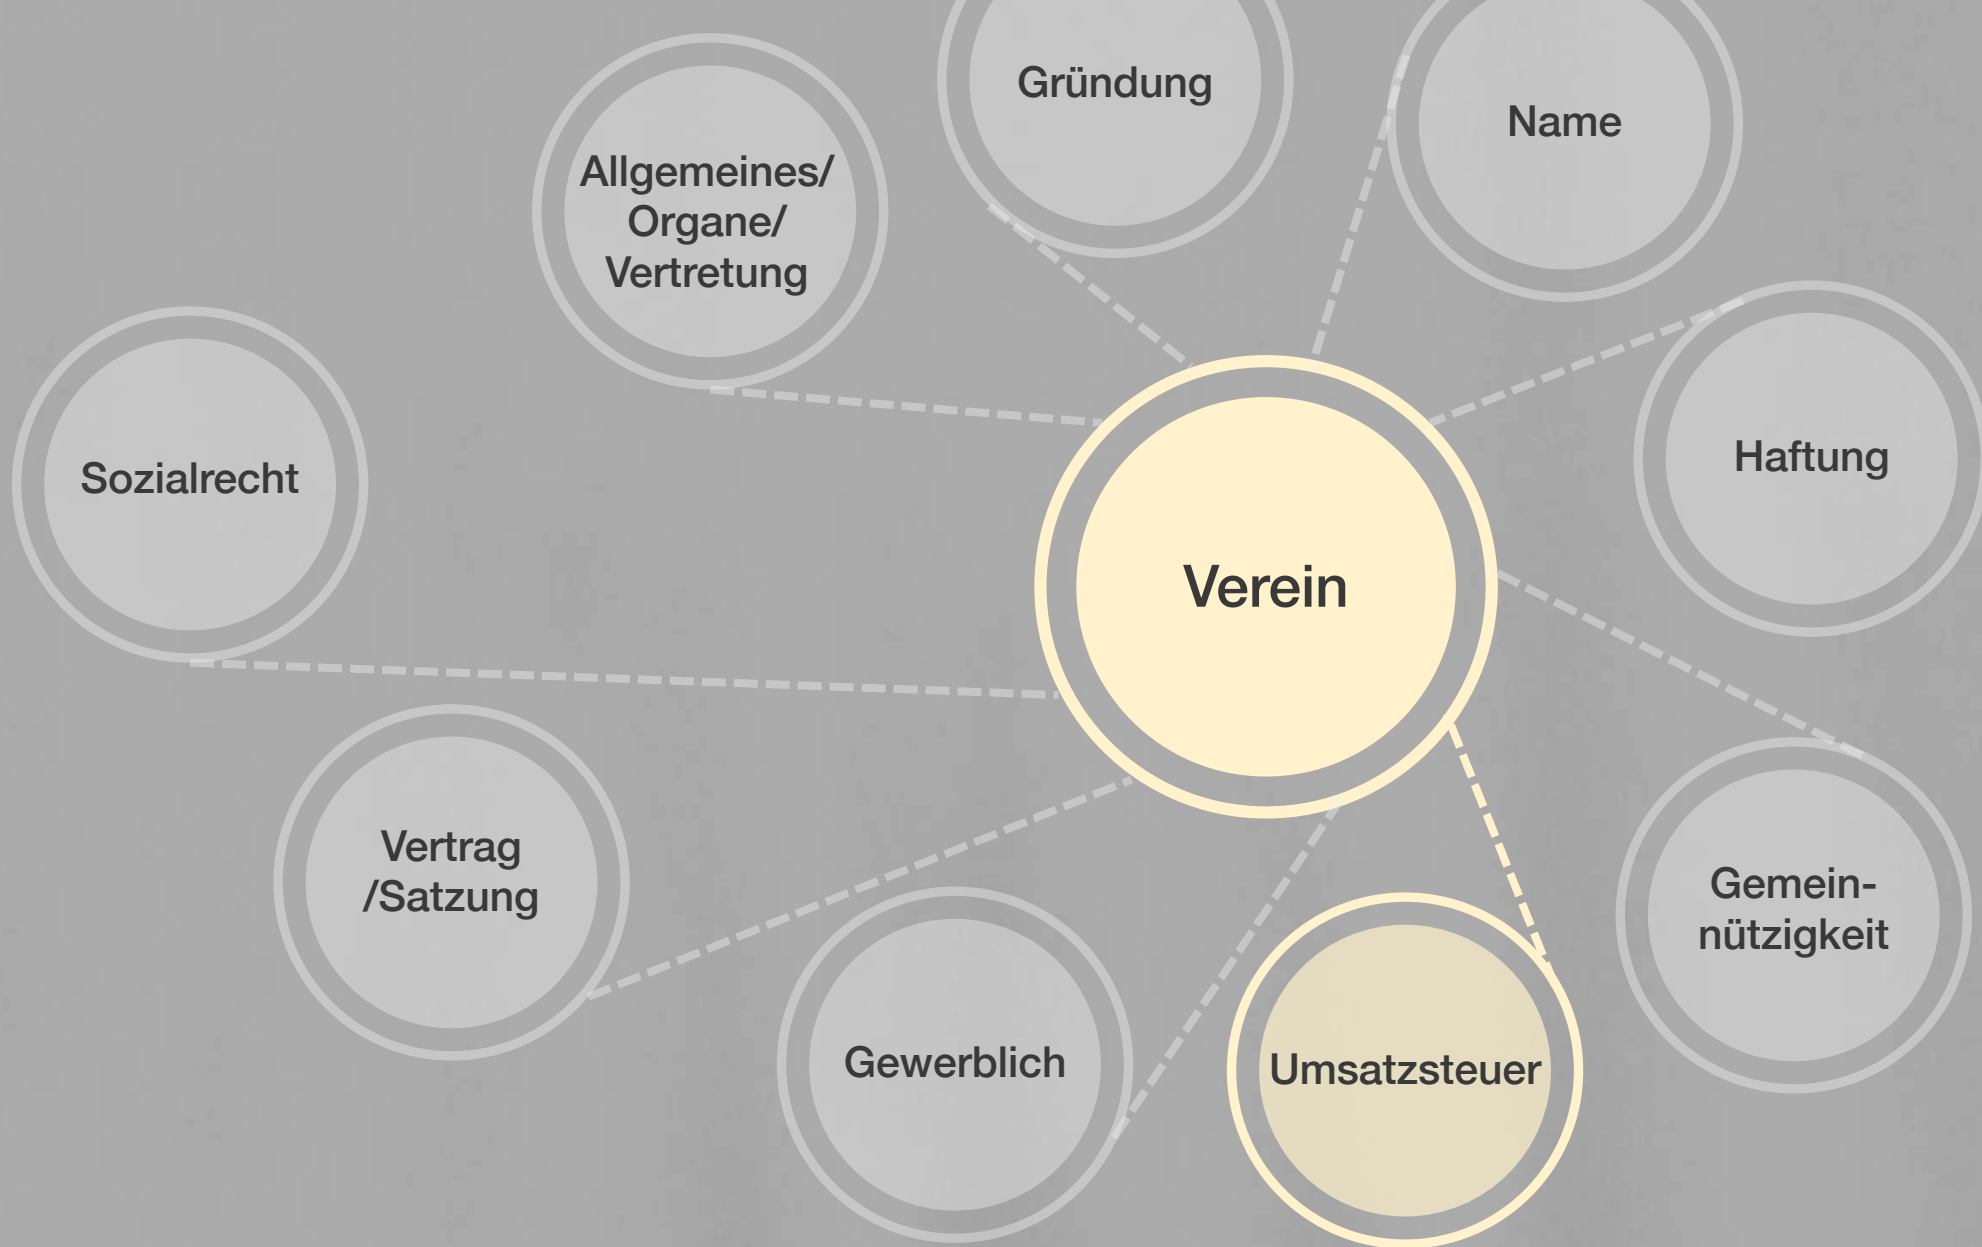 Gründung
Name
Allgemeines/
Organe/
Vertretung
Haftung
Sozialrecht
Verein
Vertrag
/Satzung
Gemein-
nützigkeit
Gewerblich
Umsatzsteuer